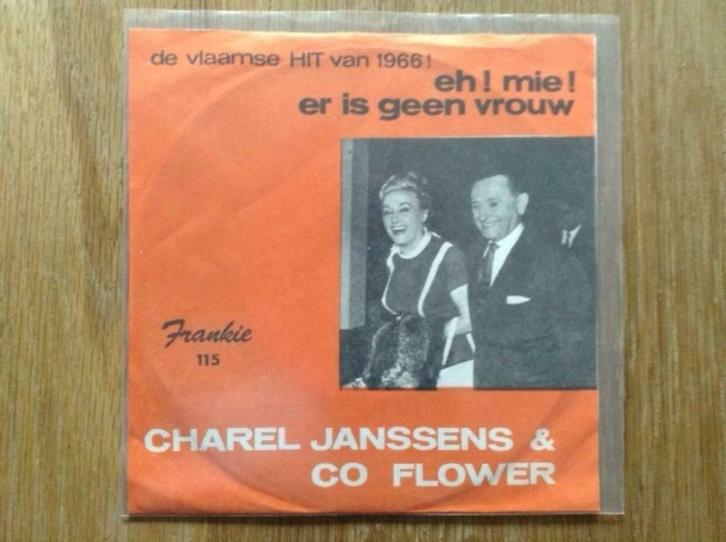 de vlaamse HIT van 1966!
eh! mie!
er is geen vrouw
Frankie
115
CHAREL JANSSENS &
CO FLOWER